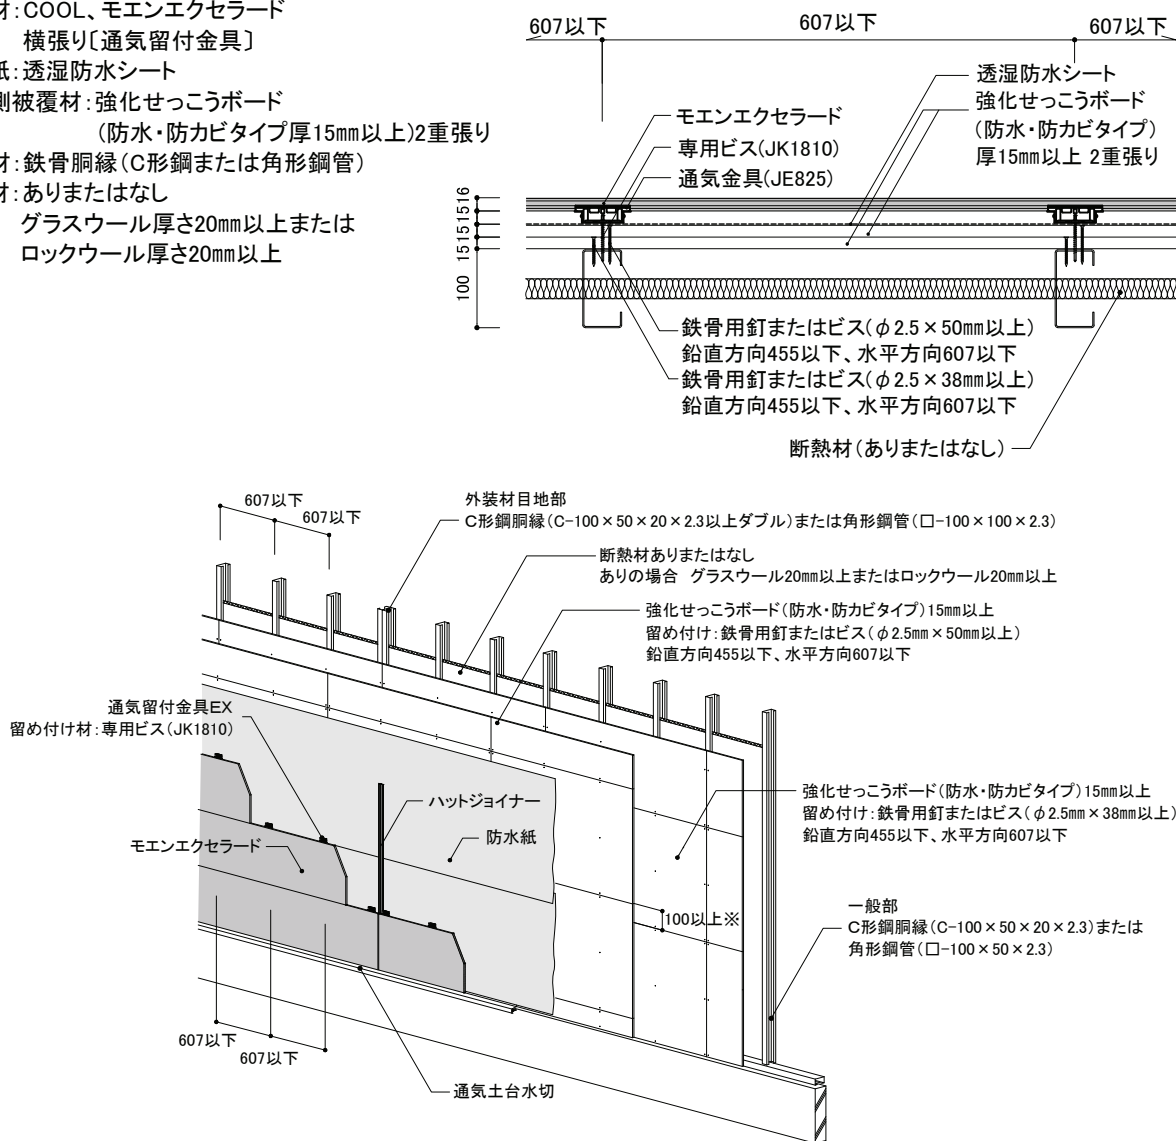 材:COOL、モエンエクセラード
横張り〔通気留付金具〕
紙:透湿防水シート
側被覆材:強化せっこうボード
(防水・防カビタイプ厚15mm以上)2重張り
材:鉄骨胴縁(C形鋼または角形鋼管)
材:ありまたはなし
グラスウール厚さ20mm以上または
ロックウール厚さ20mm以上
607以下
607以下
607以下
モエンエクセラード
専用ビス(JK1810)
通気金具(JE825)
透湿防水シート
強化せっこうボード
(防水・防カビタイプ)
厚15mm以上 2重張り
16
15
15
15
100
鉄骨用釘またはビス(φ2.5×50mm以上)
鉛直方向455以下、水平方向607以下
鉄骨用釘またはビス(φ2.5×38mm以上)
鉛直方向455以下、水平方向607以下
断熱材(ありまたはなし)
607以下
607以下
外装材目地部
C形鋼胴縁(C-100×50×20×2.3以上ダブル)または角形鋼管(□-100×100×2.3)
断熱材ありまたはなし
ありの場合 グラスウール20mm以上またはロックウール20mm以上
強化せっこうボード(防水・防カビタイプ)15mm以上
留め付け:鉄骨用釘またはビス(φ2.5mm×50mm以上)
鉛直方向455以下、水平方向607以下
通気留付金具EX
留め付け材:専用ビス(JK1810)
ハットジョイナー
防水紙
モエンエクセラード
強化せっこうボード(防水・防カビタイプ)15mm以上
留め付け:鉄骨用釘またはビス(φ2.5mm×38mm以上)
鉛直方向455以下、水平方向607以下
100以上※
一般部
C形鋼胴縁(C-100×50×20×2.3)または
角形鋼管(□-100×50×2.3)
607以下
607以下
通気土台水切